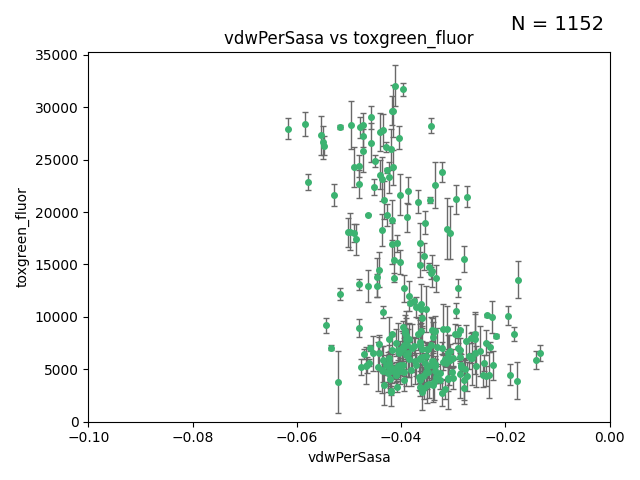 N = 1152
vdwPerSasa vs toxgreen_fluor
35000
30000
25000
20000
15000
10000
5000
0
toxgreen_fluor
−0.10 −0.08 −0.06 −0.04 −0.02 0.00
vdwPerSasa